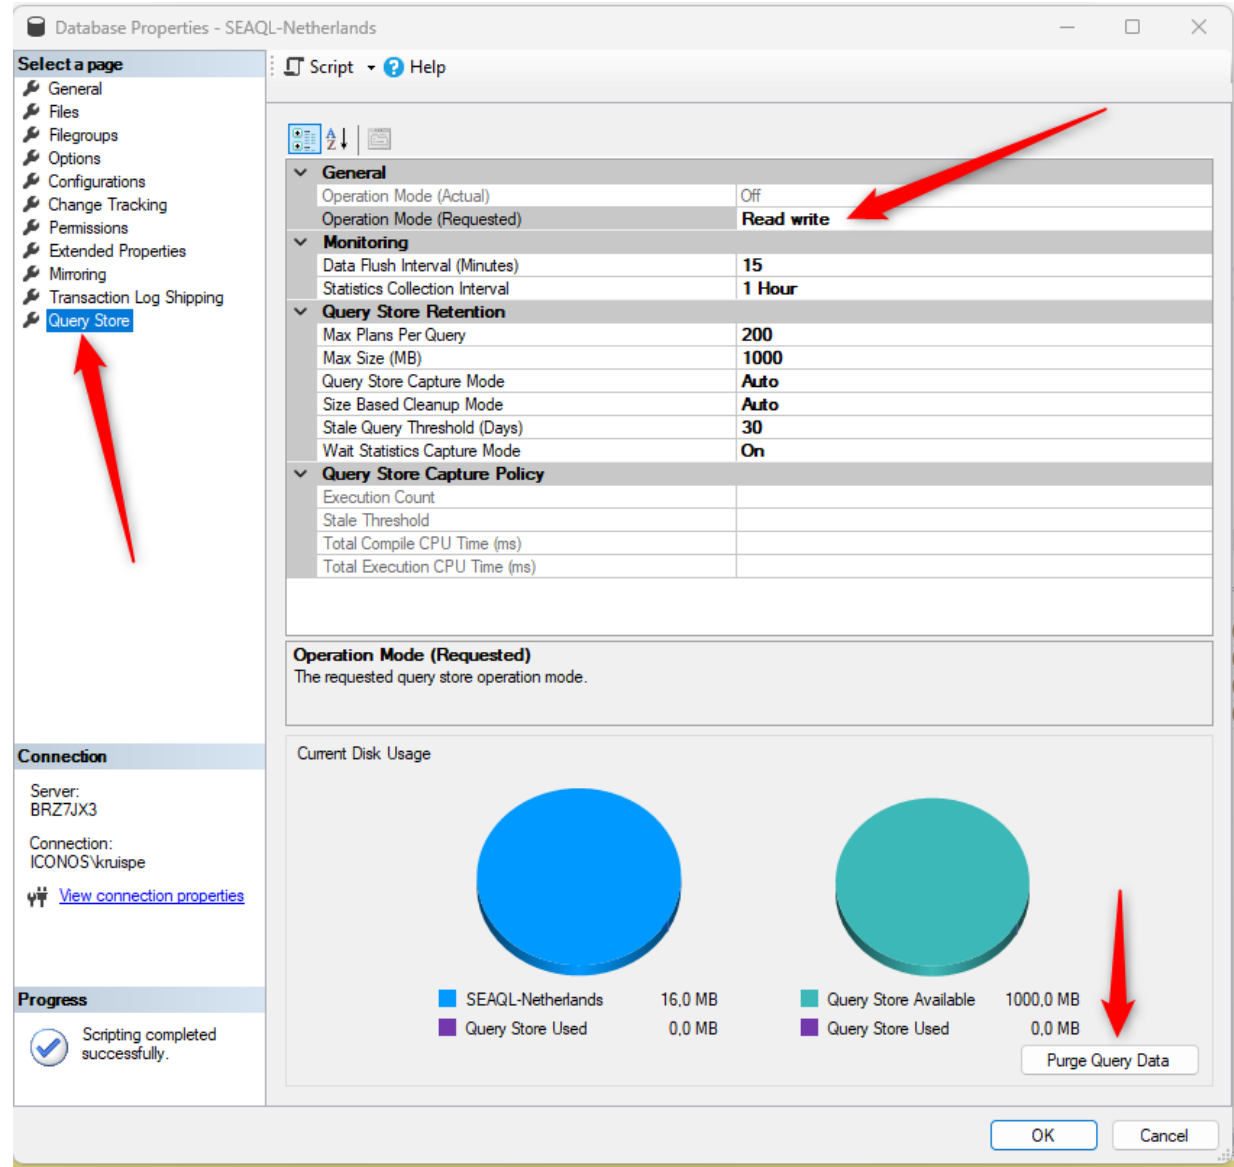 Database Properties - SEAQL-Netherlands
Select a page
General
Files
Filegroups
Options
Configurations
Change Tracking
Permissions
Extended Properties
Mirroring
Transaction Log Shipping
Query Store
Script
Help
General
Operation Mode (Actual) Off
Operation Mode (Requested) Read write
Monitoring
Data Flush Interval (Minutes) 15
Statistics Collection Interval 1 Hour
Query Store Retention
Max Plans Per Query 200
Max Size (MB) 1000
Query Store Capture Mode Auto
Size Based Cleanup Mode Auto
Stale Query Threshold (Days) 30
Wait Statistics Capture Mode On
Query Store Capture Policy
Execution Count
Stale Threshold
Total Compile CPU Time (ms)
Total Execution CPU Time (ms)
Operation Mode (Requested)
The requested query store operation mode.
Connection
Server:
BRZ7JX3
Connection:
ICONOS\kruispe
View connection properties
Progress
Scripting completed
successfully.
Current Disk Usage
SEAQL-Netherlands 16,0 MB
Query Store Used 0,0 MB
Query Store Available 1000,0 MB
Query Store Used 0,0 MB
Purge Query Data
OK
Cancel